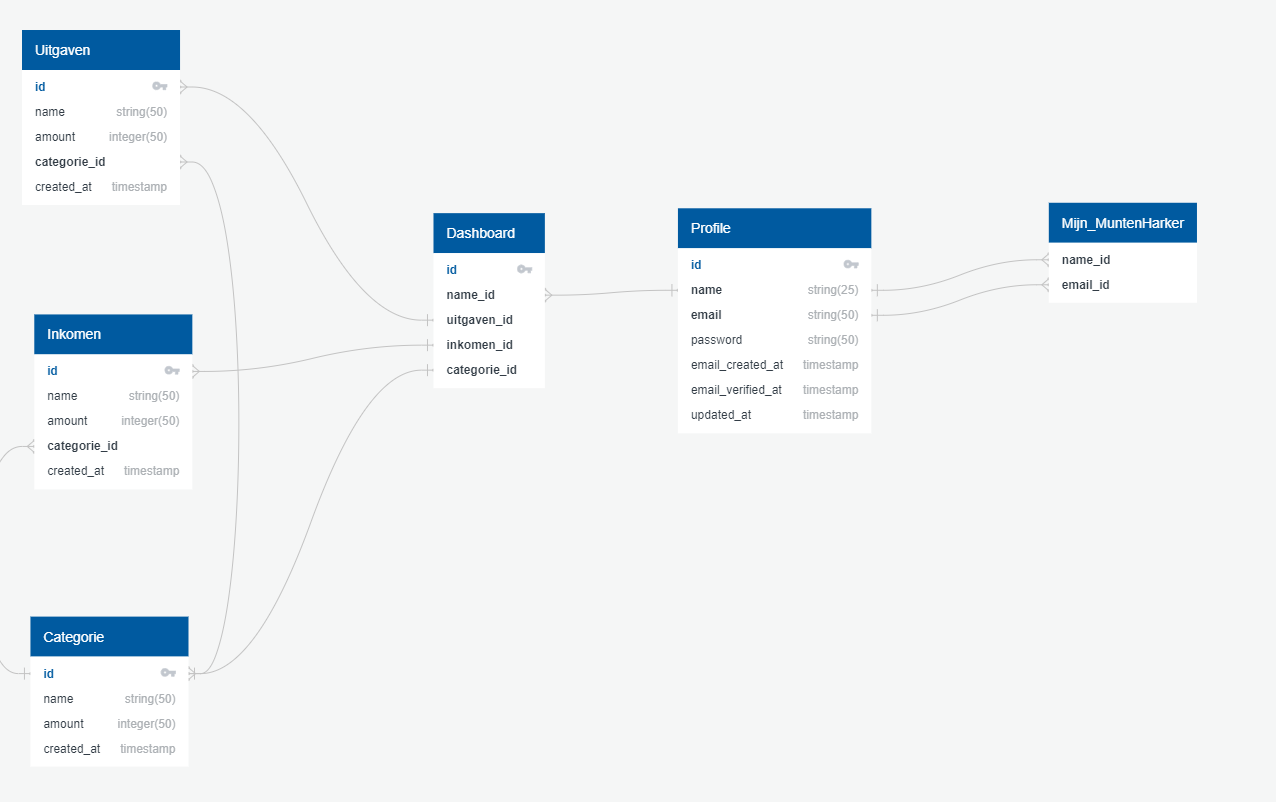 Uitgaven
id
name string(50)
amount integer(50)
categorie_id
created_at timestamp
Inkomen
id
name string(50)
amount integer(50)
categorie_id
created_at timestamp
Categorie
id
name string(50)
amount integer(50)
created_at timestamp
Dashboard
id
name_id
uitgaven_id
inkomen_id
categorie_id
Profile
id
name string(25)
email string(50)
password string(50)
email_created_at timestamp
email_verified_at timestamp
updated_at timestamp
Mijn_MuntenHarker
name_id
email_id